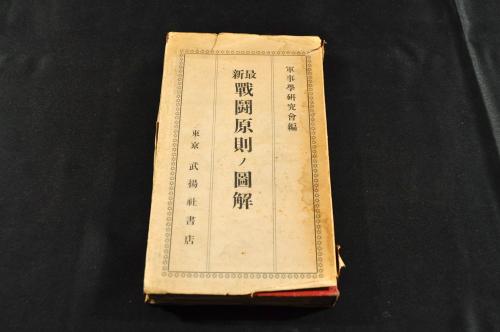 軍事學硏究會編
最新戰鬪原則ノ圖解
東京 武揚社書店